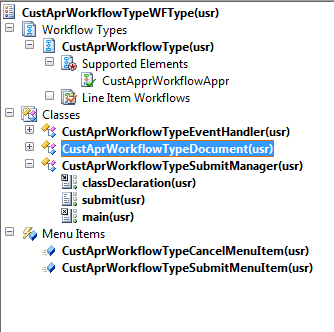 CustAprWorkflowTypeWFType(usr)
Workflow Types
CustAprWorkflowType(usr)
Supported Elements
CustApprWorkflowAppr
Line Item Workflows
Classes
CustAprWorkflowTypeEventHandler(usr)
CustAprWorkflowTypeDocument(usr)
CustAprWorkflowTypeSubmitManager(usr)
classDeclaration(usr)
submit(usr)
main(usr)
Menu Items
CustAprWorkflowTypeCancelMenuItem(usr)
CustAprWorkflowTypeSubmitMenuItem(usr)